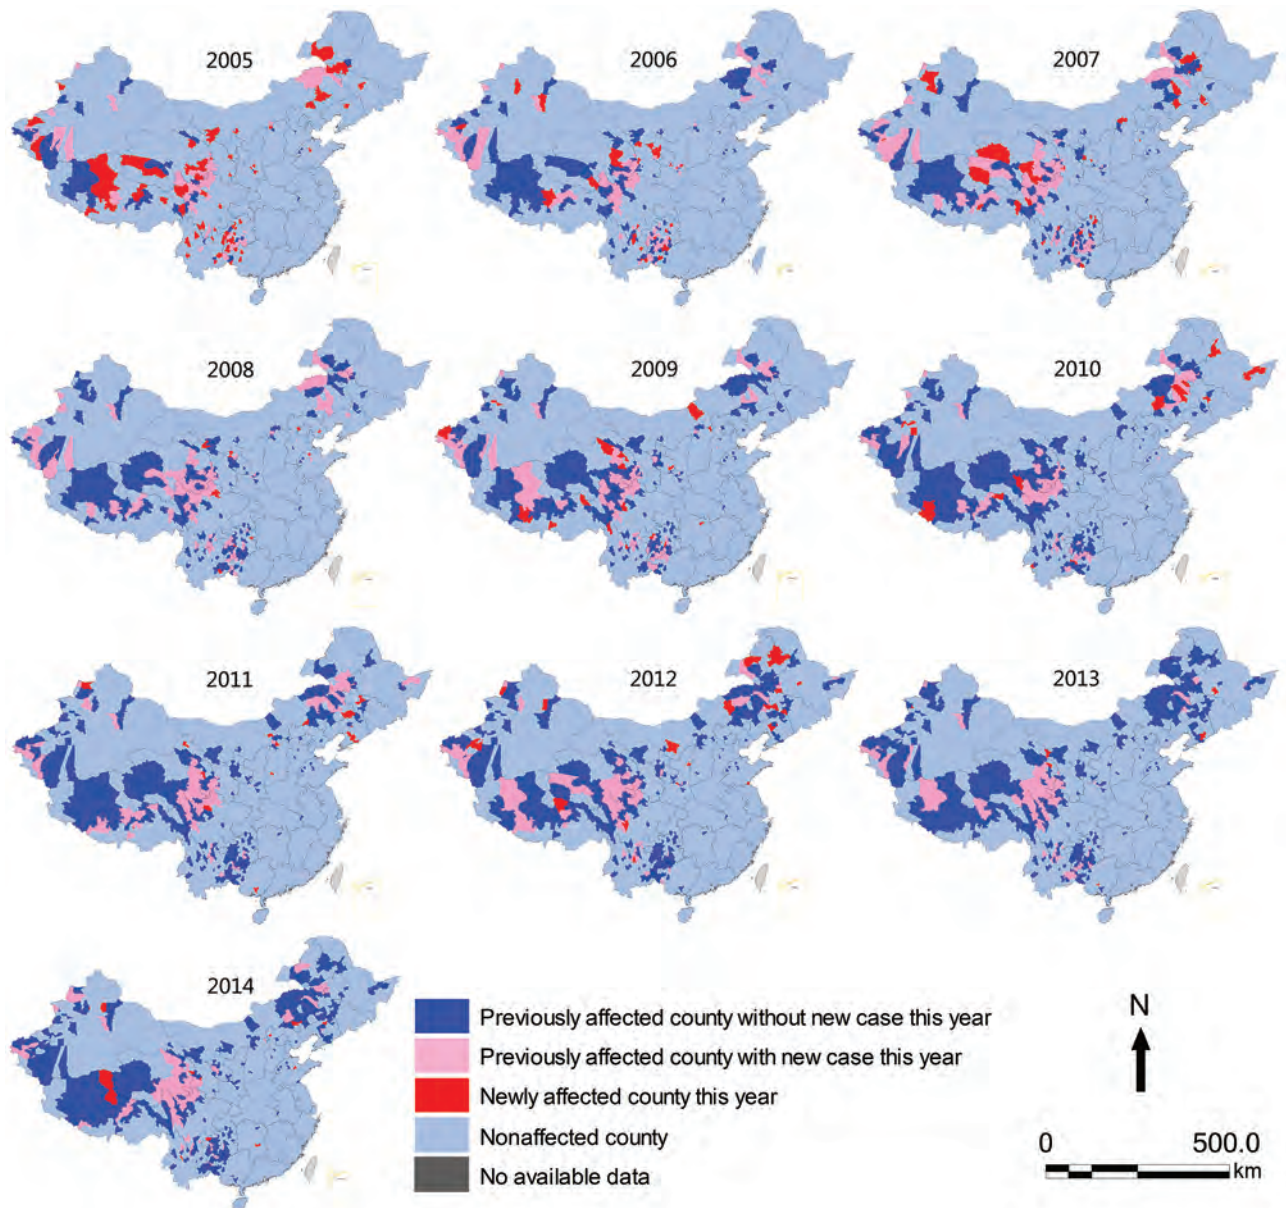 2005
2006
2007
2008
2009
2010
2011
2012
2013
2014
Previously affected county without new case this year
Previously affected county with new case this year
Newly affected county this year
Nonaffected county
No available data
N
0 500.0
km